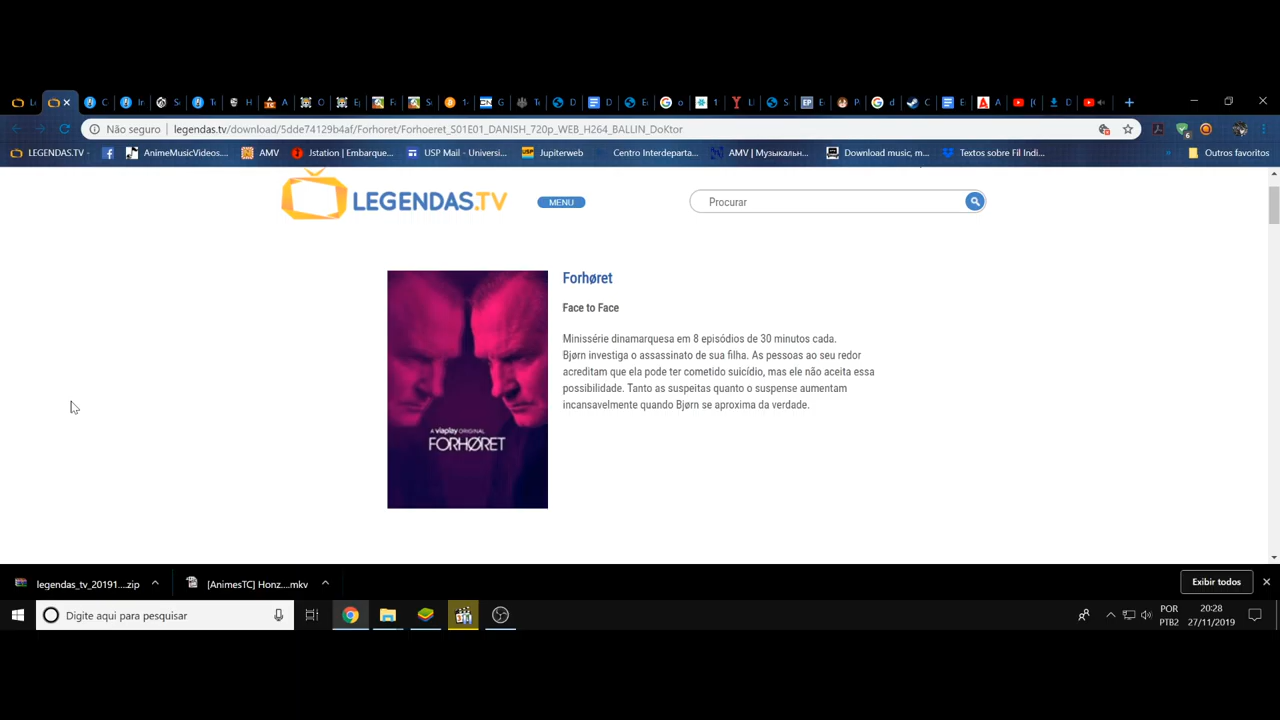 Não seguro
legendas.tv/download/5dde74129b4af/Forhoret/Forhoeret_S01E01_DANISH_720p_WEB_H264_BALLIN_DoKtor
LEGENDAS.TV
AnimeMusicVideos....
AMV
Jstation | Embarque...
USP Mail - Universi...
Jupiterweb
Centro Interdeparta...
AMV | Музыкальн...
Download music, m...
Textos sobre Fil Indi...
Outros favoritos
LEGENDAS.TV
MENU
Procurar
Forhøret
Face to Face
Minissérie dinamarquesa em 8 episódios de 30 minutos cada.
Bjørn investiga o assassinato de sua filha. As pessoas ao seu redor
acreditam que ela pode ter cometido suicídio, mas ele não aceita essa
possibilidade. Tanto as suspeitas quanto o suspense aumentam
incansavelmente quando Bjørn se aproxima da verdade.
A viaplay ORIGINAL
FORHØRET
legendas_tv_20191....zip
[AnimesTC] Honz....mkv
Exibir todos
Digite aqui para pesquisar
POR
PTB2
20:28
27/11/2019